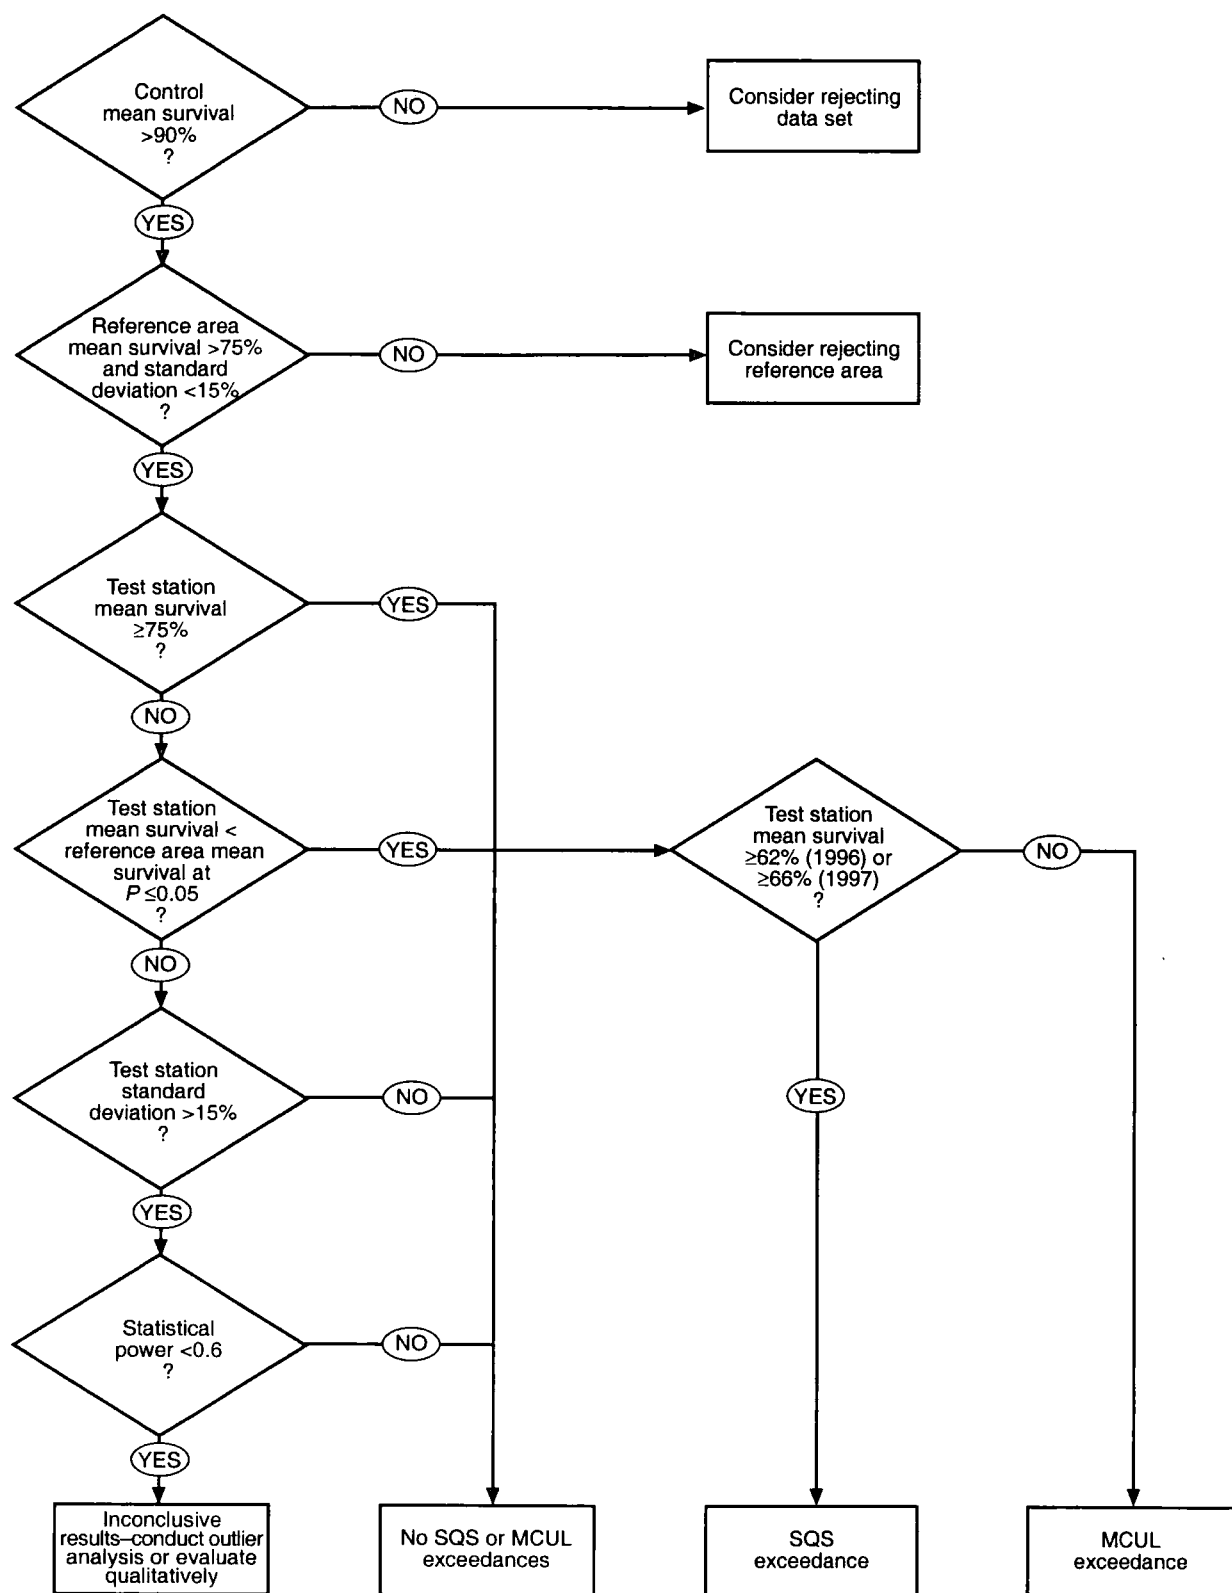 Control
mean survival
>90%
?
NO
Consider rejecting
data set
YES
Reference area
mean survival >75%
and standard
deviation <15%
?
NO
Consider rejecting
reference area
YES
Test station
mean survival
≥75%
?
YES
NO
Test station
mean survival <
reference area mean
survival at
P ≤0.05
?
YES
Test station
mean survival
≥62% (1996) or
≥66% (1997)
?
NO
NO
Test station
standard
deviation >15%
?
NO
YES
YES
Statistical
power <0.6
?
NO
YES
Inconclusive
results–conduct outlier
analysis or evaluate
qualitatively
No SQS or MCUL
exceedances
SQS
exceedance
MCUL
exceedance